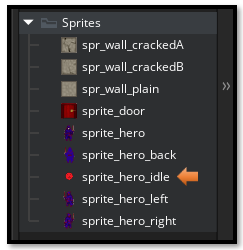 Sprites
spr_wall_crackedA
spr_wall_crackedB
spr_wall_plain
sprite_door
sprite_hero
sprite_hero_back
sprite_hero_idle
sprite_hero_left
sprite_hero_right